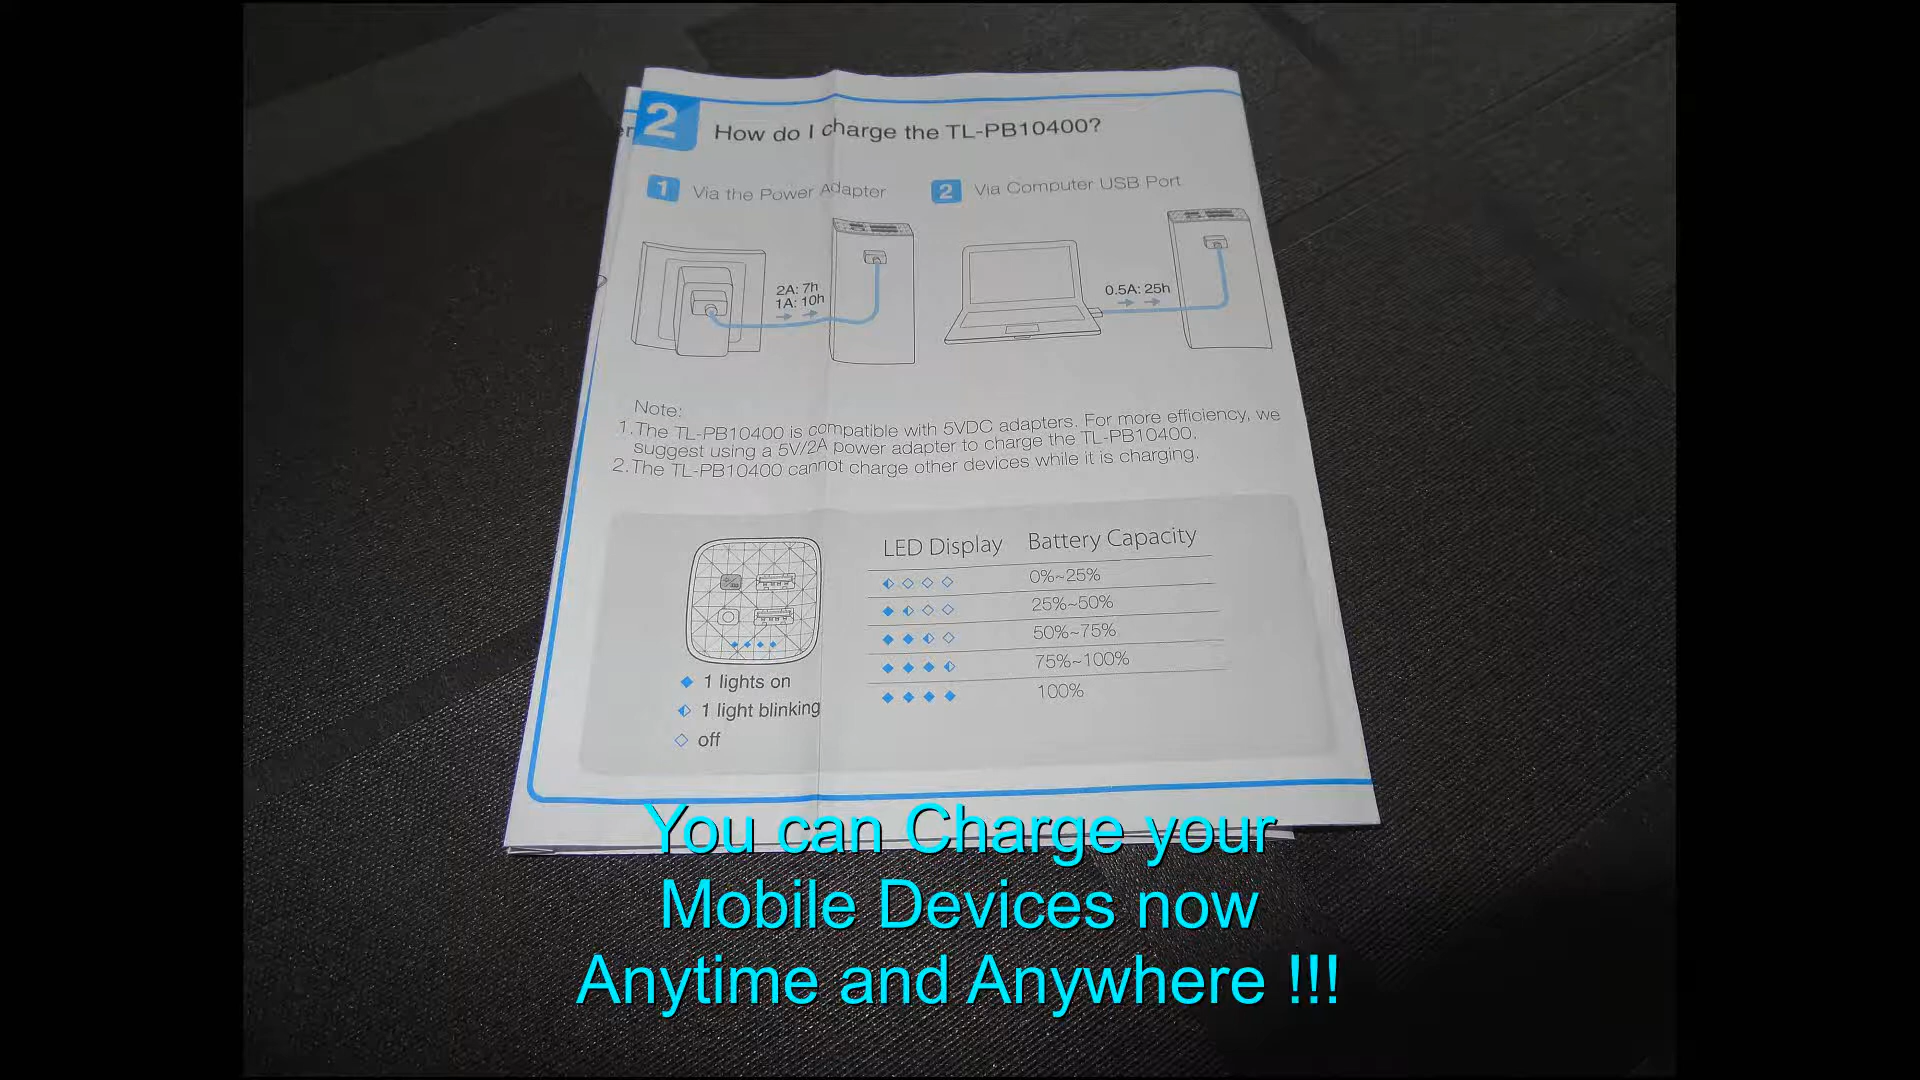 2 How do I charge the TL-PB10400?
1 Via the Power Adapter
2 Via Computer USB Port
2A: 7h
1A: 10h
0.5A: 25h
Note:
1.The TL-PB10400 is compatible with 5VDC adapters. For more efficiency, we
suggest using a 5V/2A power adapter to charge the TL-PB10400.
2.The TL-PB10400 cannot charge other devices while it is charging.
LED Display Battery Capacity
0%~25%
25%~50%
50%~75%
75%~100%
100%
1 lights on
1 light blinking
off
You can Charge your
Mobile Devices now
Anytime and Anywhere !!!